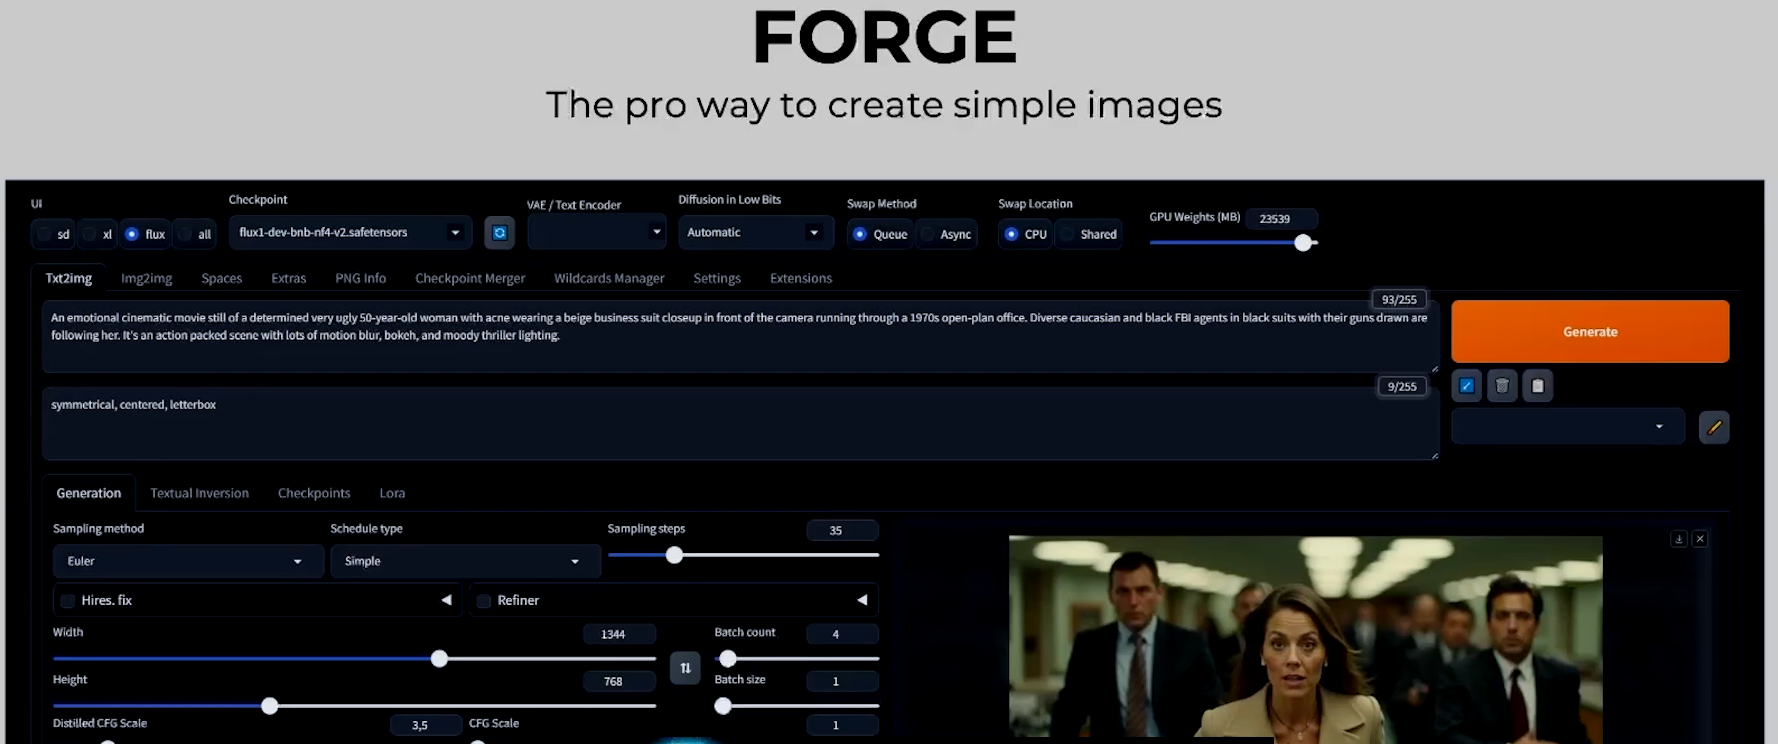 FORGE
The pro way to create simple images
UI
Checkpoint
VAE / Text Encoder
Diffusion in Low Bits
Swap Method
Swap Location
GPU Weights (MB) 23539
sd xl flux all
flux1-dev-bnb-nf4-v2.safetensors
Automatic
Queue Async
CPU Shared
Txt2img Img2img Spaces Extras PNG Info Checkpoint Merger Wildcards Manager Settings Extensions
93/255
An emotional cinematic movie still of a determined very ugly 50-year-old woman with acne wearing a beige business suit closeup in front of the camera running through a 1970s open-plan office. Diverse caucasian and black FBI agents in black suits with their guns drawn are
following her. It's an action packed scene with lots of motion blur, bokeh, and moody thriller lighting.
Generate
9/255
symmetrical, centered, letterbox
Generation Textual Inversion Checkpoints Lora
Sampling method
Schedule type
Sampling steps 35
Euler
Simple
Hires. fix
Refiner
Width 1344
Batch count 4
Height 768
Batch size 1
Distilled CFG Scale 3,5
CFG Scale 1